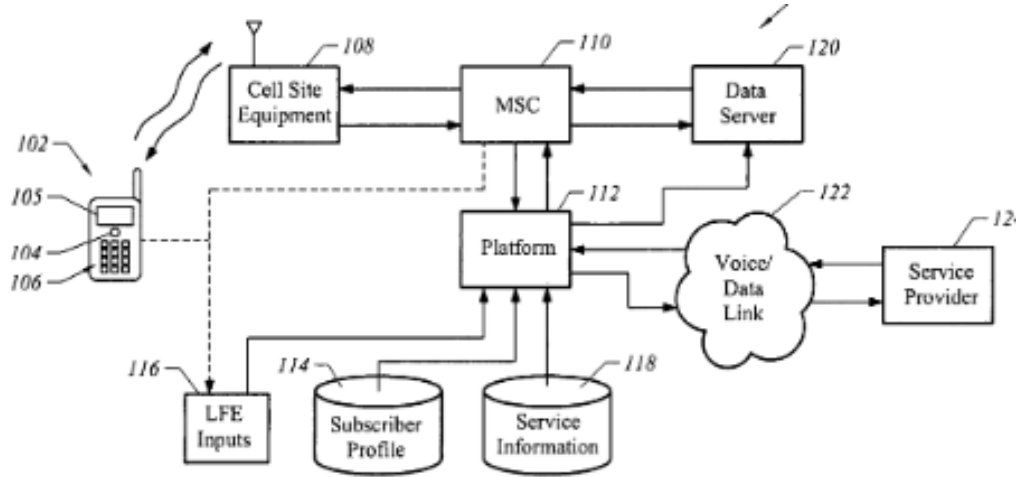 108
110
120
Cell Site
Equipment
MSC
Data
Server
102
105
104
106
112
122
Platform
Voice/
Data
Link
Service
Provider
116
114
118
LFE
Inputs
Subscriber
Profile
Service
Information